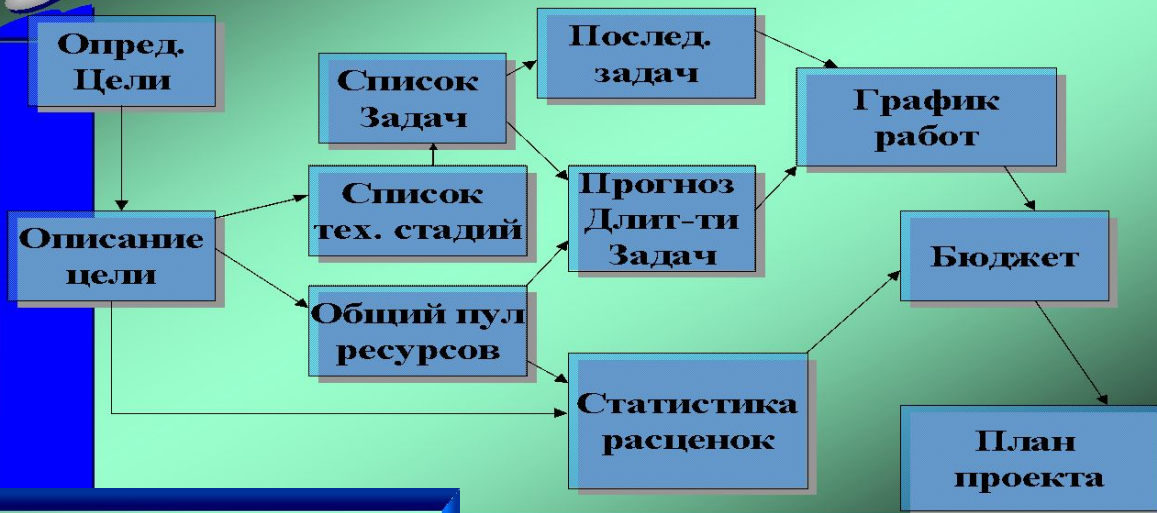 Опред.
Цели
Описание
цели
Список
Задач
Список
тех. стадий
Общий пул
ресурсов
Послед.
задач
Прогноз
Длит-ти
Задач
Статистика
расценок
График
работ
Бюджет
План
проекта